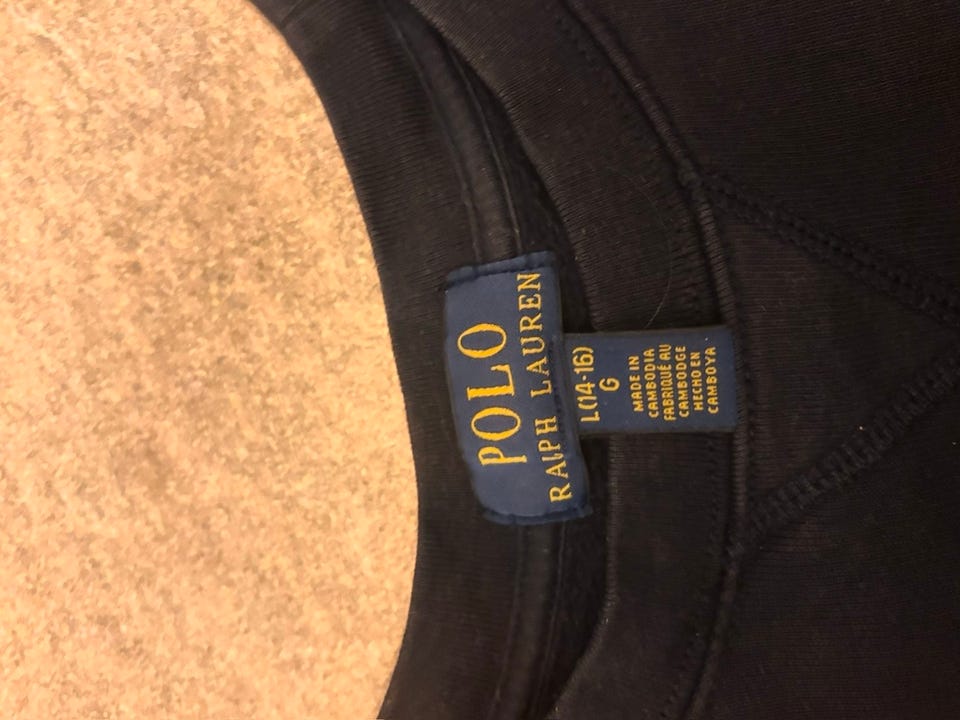 POLO
RALPH LAUREN
L(14-16)
G
MADE IN
CAMBODIA
FABRIQUÉ AU
CAMBODGE
HECHO EN
CAMBOYA